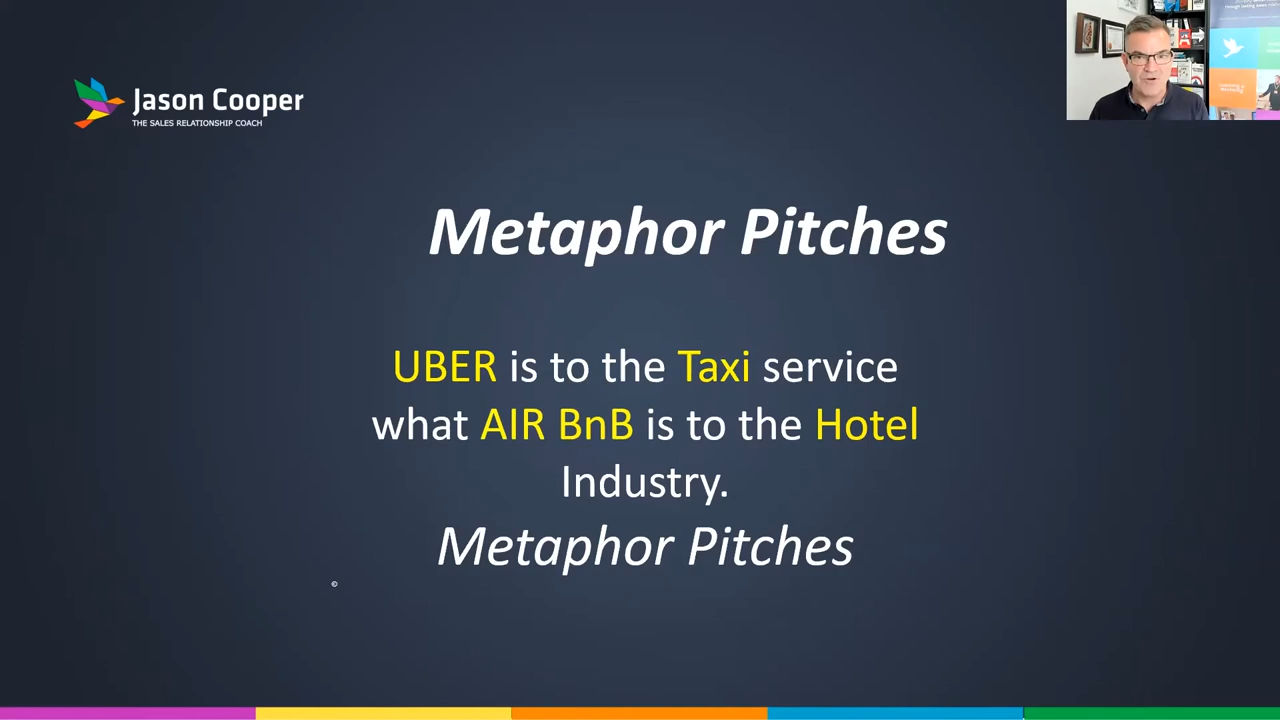 Jason Cooper
THE SALES RELATIONSHIP COACH
Metaphor Pitches
UBER is to the Taxi service
what AIR BnB is to the Hotel
Industry.
Metaphor Pitches
©